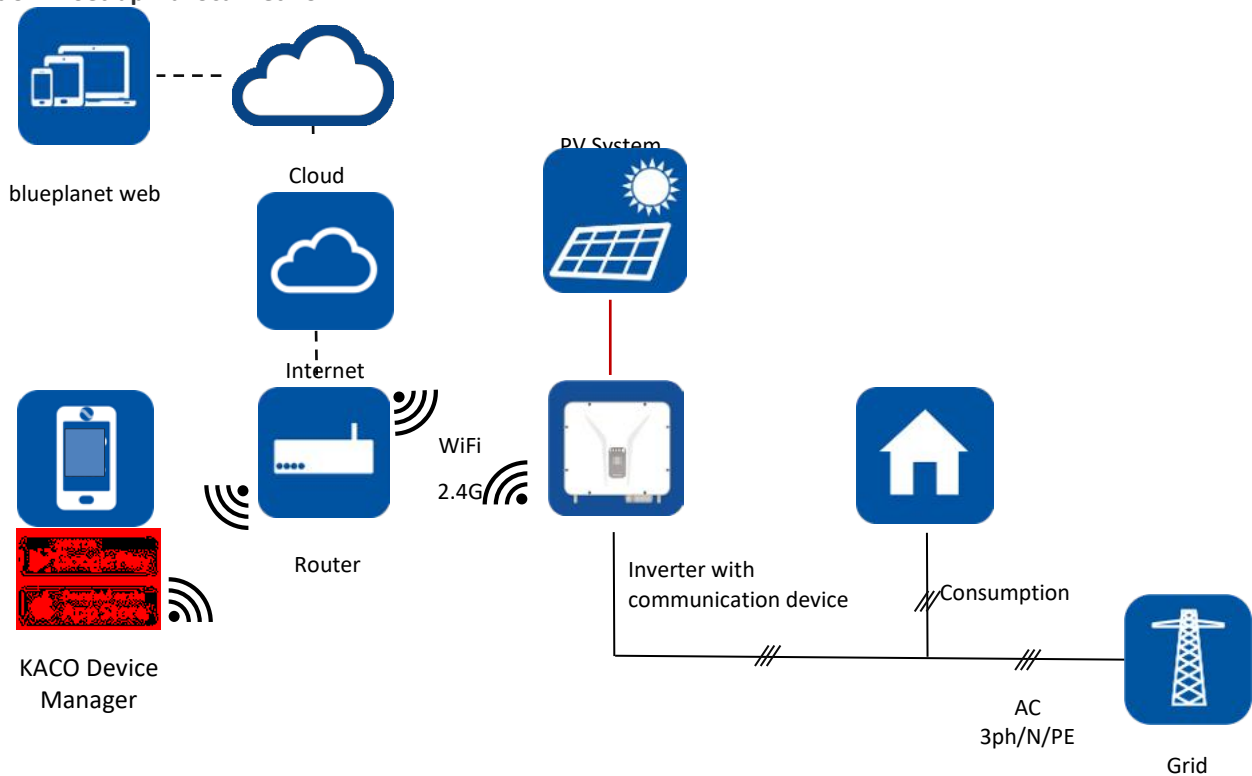 blueplanet web
Cloud
PV System
Internet
WiFi
2.4G
Router
Inverter with
communication device
Consumption
KACO Device
Manager
AC
3ph/N/PE
Grid